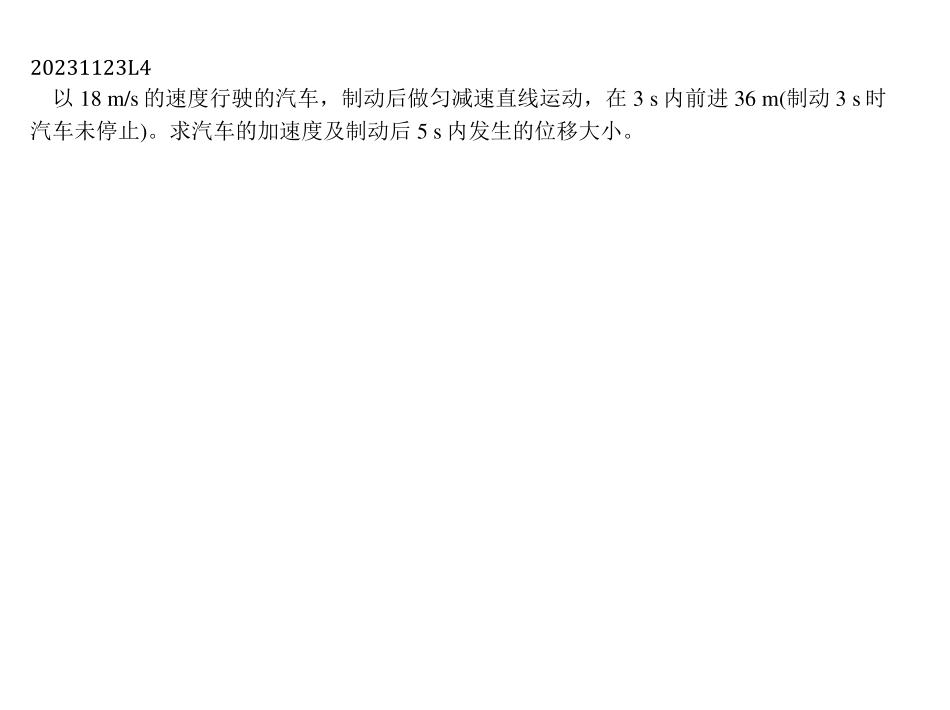 20231123L4
以 18 m/s 的速度行驶的汽车，制动后做匀减速直线运动，在 3 s 内前进 36 m(制动 3 s 时
汽车未停止)。求汽车的加速度及制动后 5 s 内发生的位移大小。